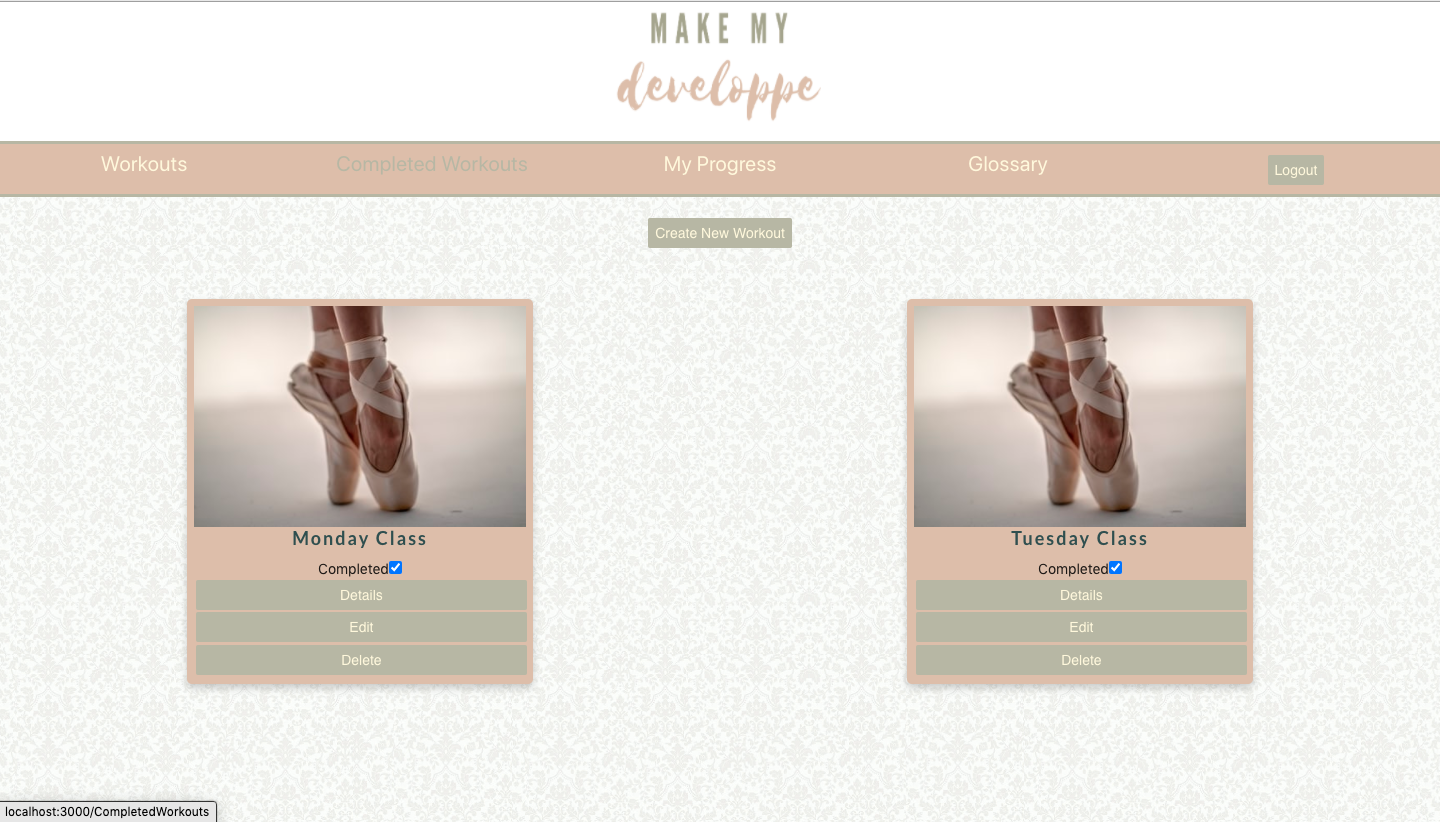 MAKE MY
developpe
Workouts Completed Workouts My Progress Glossary Logout
Create New Workout
Monday Class
Completed
Details
Edit
Delete
Tuesday Class
Completed
Details
Edit
Delete
localhost:3000/CompletedWorkouts